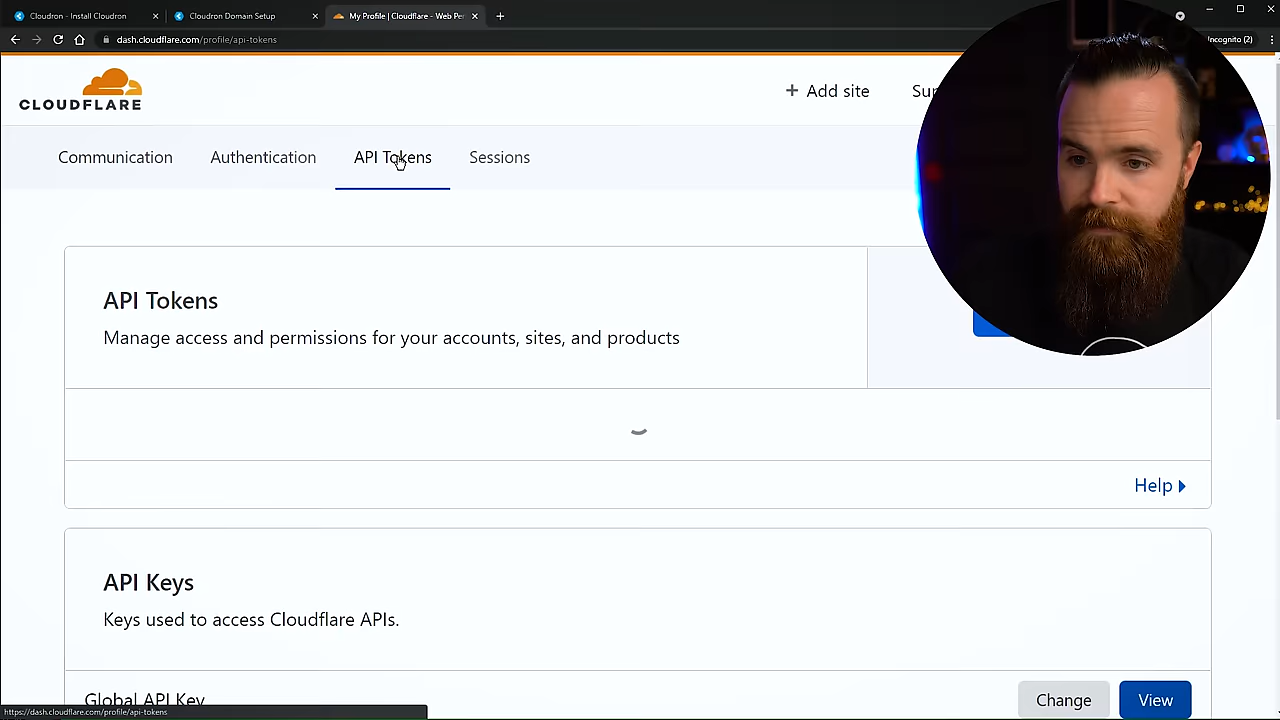 Cloudron - Install Cloudron
Cloudron Domain Setup
My Profile | Cloudflare - Web Pe
dash.cloudflare.com/profile/api-tokens
Incognito (2)
CLOUDFLARE
+ Add site
Communication
Authentication
API Tokens
Sessions
API Tokens
Manage access and permissions for your accounts, sites, and products
Help
API Keys
Keys used to access Cloudflare APIs.
Global API Key
Change
View
https://dash.cloudflare.com/profile/api-tokens